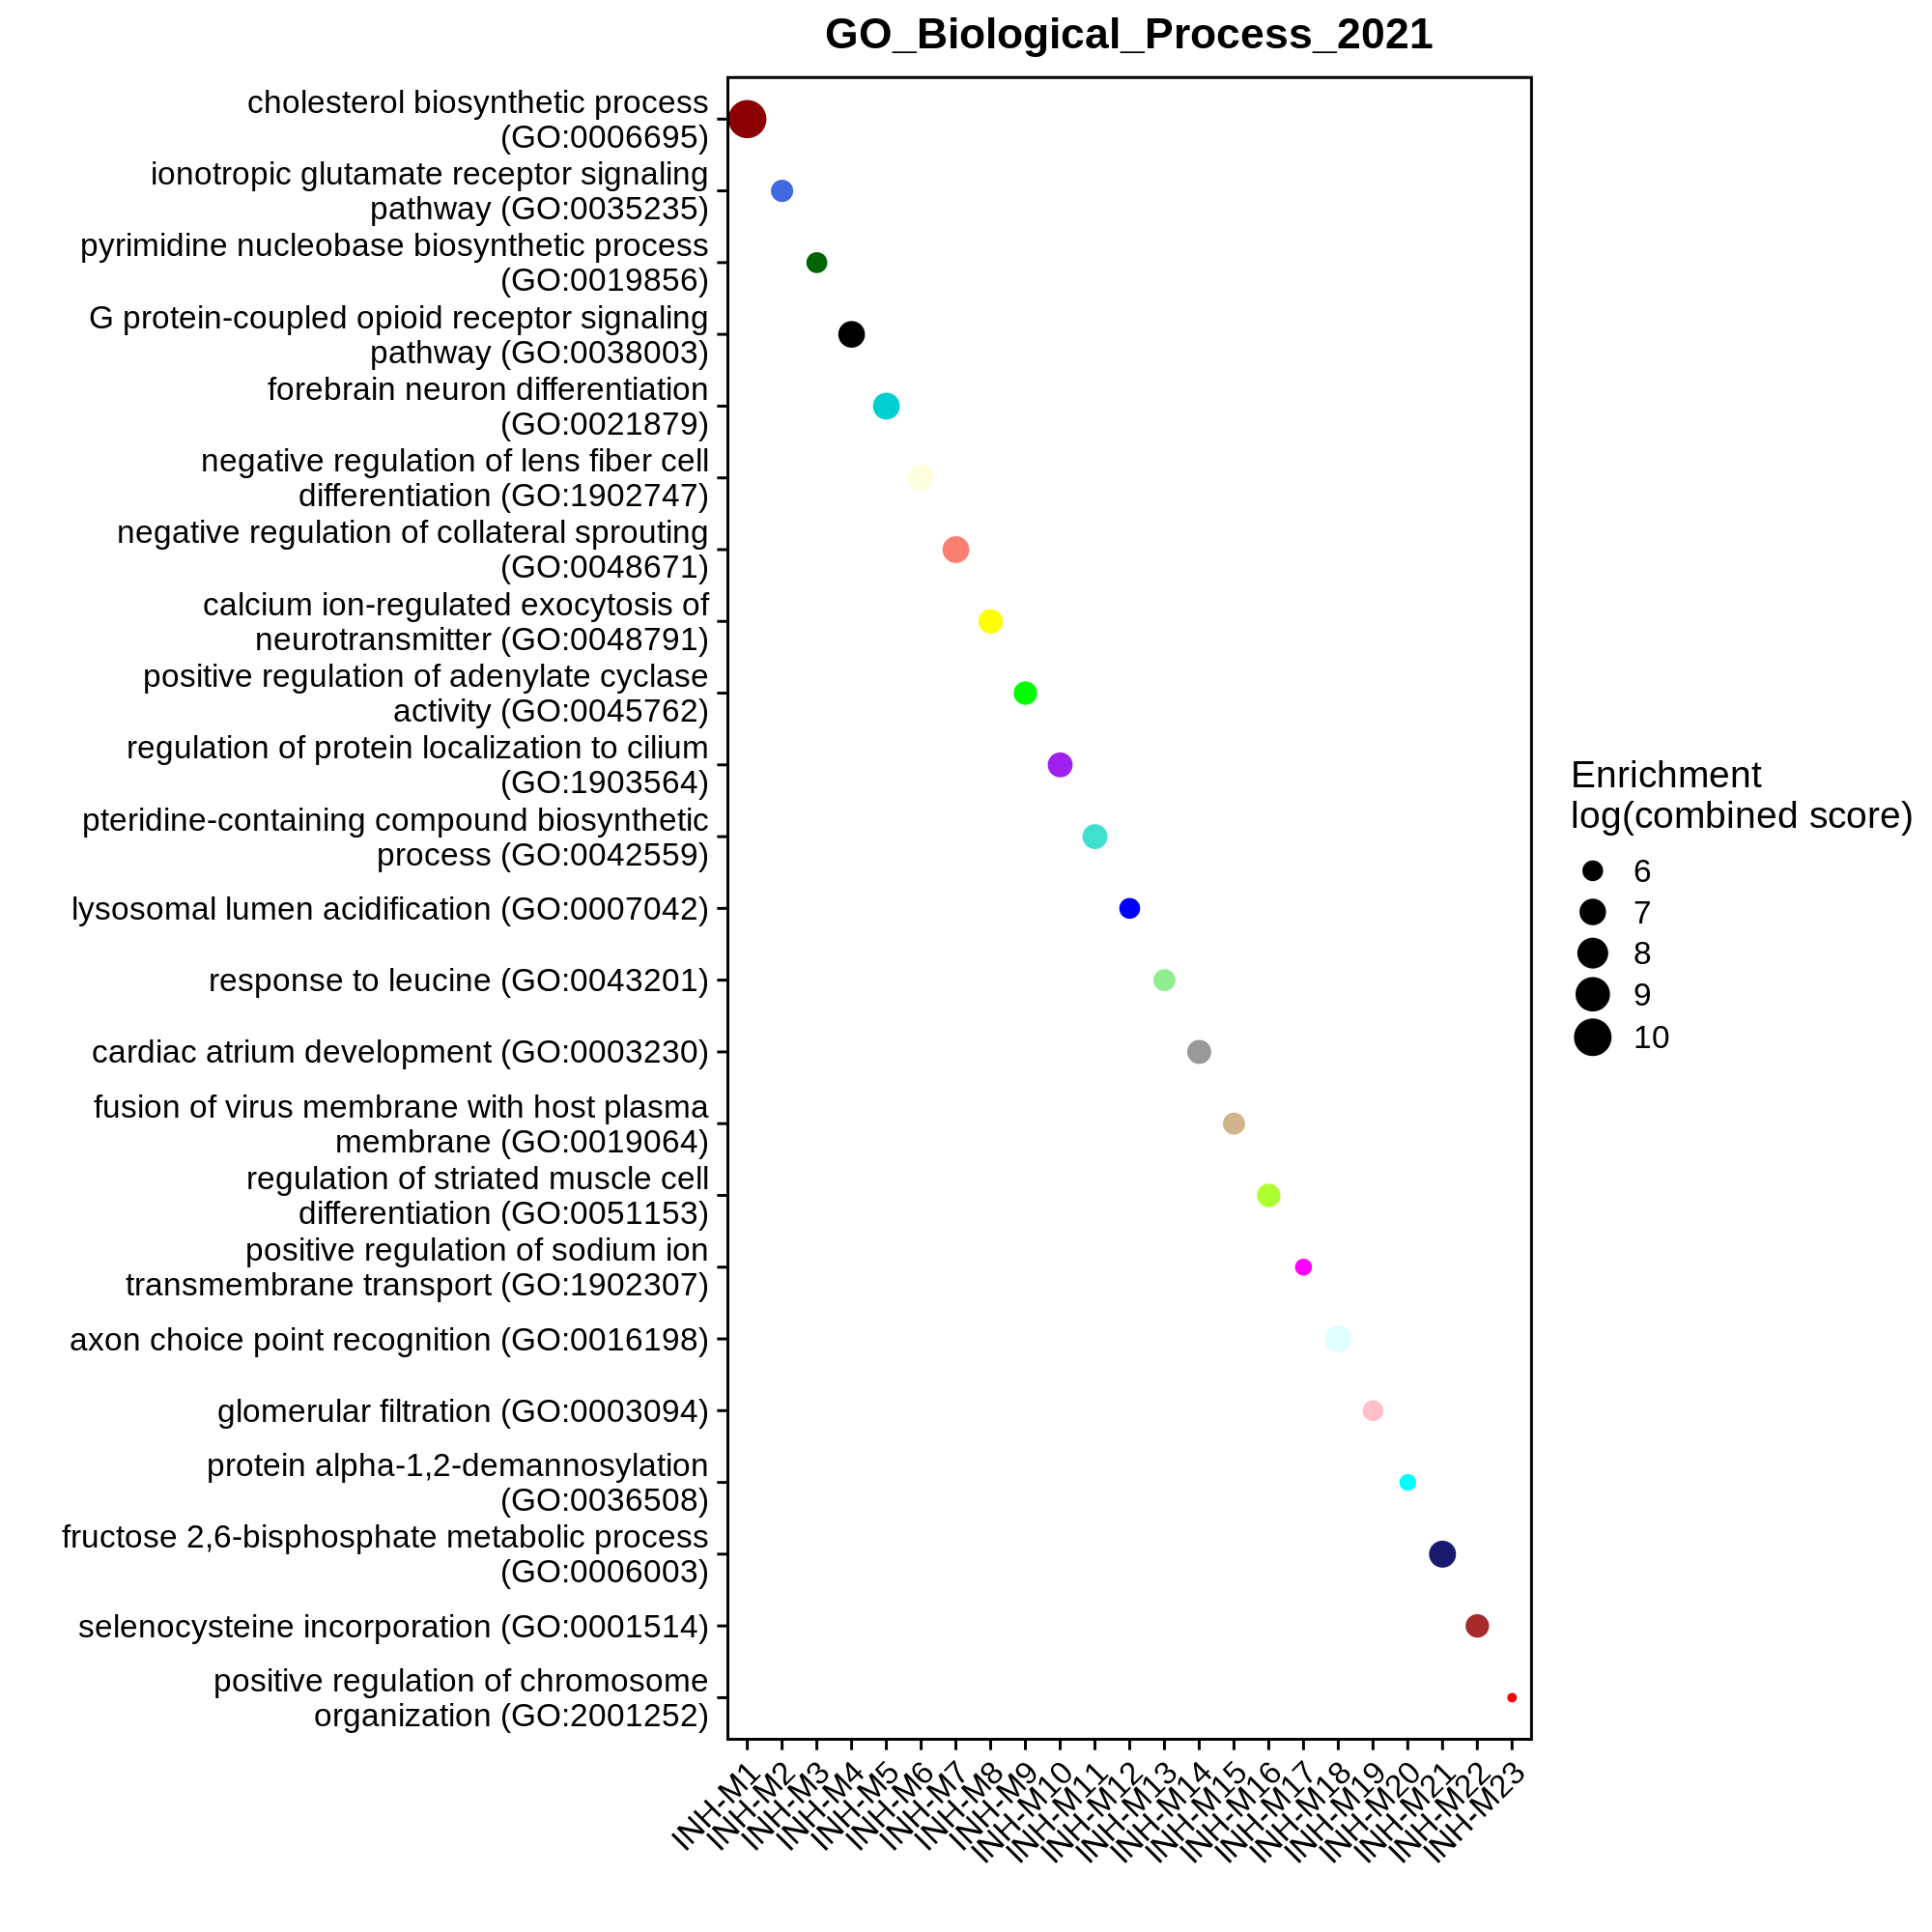 GO_Biological_Process_2021
cholesterol biosynthetic process
(GO:0006695)
ionotropic glutamate receptor signaling
pathway (GO:0035235)
pyrimidine nucleobase biosynthetic process
(GO:0019856)
G protein-coupled opioid receptor signaling
pathway (GO:0038003)
forebrain neuron differentiation
(GO:0021879)
negative regulation of lens fiber cell
differentiation (GO:1902747)
negative regulation of collateral sprouting
(GO:0048671)
calcium ion-regulated exocytosis of
neurotransmitter (GO:0048791)
positive regulation of adenylate cyclase
activity (GO:0045762)
regulation of protein localization to cilium
(GO:1903564)
pteridine-containing compound biosynthetic
process (GO:0042559)
lysosomal lumen acidification (GO:0007042)
response to leucine (GO:0043201)
cardiac atrium development (GO:0003230)
fusion of virus membrane with host plasma
membrane (GO:0019064)
regulation of striated muscle cell
differentiation (GO:0051153)
positive regulation of sodium ion
transmembrane transport (GO:1902307)
axon choice point recognition (GO:0016198)
glomerular filtration (GO:0003094)
protein alpha-1,2-demannosylation
(GO:0036508)
fructose 2,6-bisphosphate metabolic process
(GO:0006003)
selenocysteine incorporation (GO:0001514)
positive regulation of chromosome
organization (GO:2001252)
INH-M1
INH-M2
INH-M3
INH-M4
INH-M5
INH-M6
INH-M7
INH-M8
INH-M9
INH-M10
INH-M11
INH-M12
INH-M13
INH-M14
INH-M15
INH-M16
INH-M17
INH-M18
INH-M19
INH-M20
INH-M21
INH-M22
INH-M23
Enrichment
log(combined score)
6
7
8
9
10